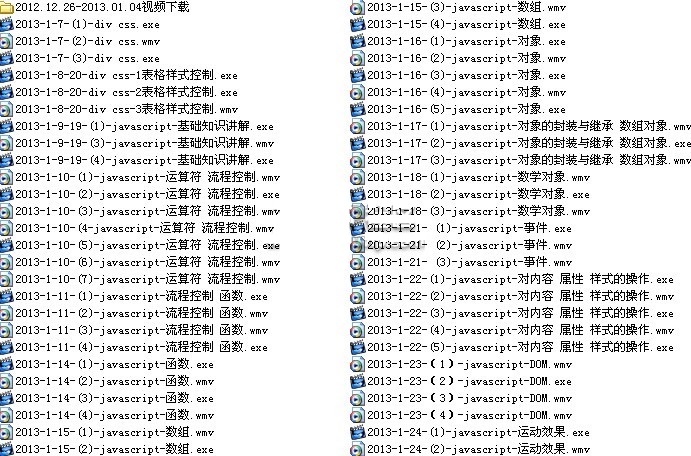 2012.12.26-2013.01.04视频下载
2013-1-7-(1)-div css.exe
2013-1-7-(2)-div css.wmv
2013-1-7-(3)-div css.exe
2013-1-8-20-div css-1表格样式控制.exe
2013-1-8-20-div css-2表格样式控制.exe
2013-1-8-20-div css-3表格样式控制.wmv
2013-1-9-19-(1)-javascript-基础知识讲解.exe
2013-1-9-19-(3)-javascript-基础知识讲解.wmv
2013-1-9-19-(4)-javascript-基础知识讲解.exe
2013-1-10-(1)-javascript-运算符 流程控制.wmv
2013-1-10-(2)-javascript-运算符 流程控制.exe
2013-1-10-(3)-javascript-运算符 流程控制.wmv
2013-1-10-(4-javascript-运算符 流程控制.wmv
2013-1-10-(5)-javascript-运算符 流程控制.exe
2013-1-10-(6)-javascript-运算符 流程控制.wmv
2013-1-10-(7)-javascript-运算符 流程控制.wmv
2013-1-11-(1)-javascript-流程控制 函数.exe
2013-1-11-(2)-javascript-流程控制 函数.wmv
2013-1-11-(3)-javascript-流程控制 函数.wmv
2013-1-11-(4)-javascript-流程控制 函数.exe
2013-1-14-(1)-javascript-函数.exe
2013-1-14-(2)-javascript-函数.wmv
2013-1-14-(3)-javascript-函数.exe
2013-1-14-(4)-javascript-函数.wmv
2013-1-15-(1)-javascript-数组.wmv
2013-1-15-(2)-javascript-数组.exe
2013-1-15-(3)-javascript-数组.wmv
2013-1-15-(4)-javascript-数组.exe
2013-1-16-(1)-javascript-对象.exe
2013-1-16-(2)-javascript-对象.exe
2013-1-16-(3)-javascript-对象.exe
2013-1-16-(4)-javascript-对象.wmv
2013-1-16-(5)-javascript-对象.exe
2013-1-17-(1)-javascript-对象的封装与继承 数组对象.wmv
2013-1-17-(2)-javascript-对象的封装与继承 数组对象.exe
2013-1-17-(3)-javascript-对象的封装与继承 数组对象.wmv
2013-1-18-(1)-javascript-数学对象.wmv
2013-1-18-(2)-javascript-数学对象.exe
2013-1-18-(3)-javascript-数学对象.wmv
2013-1-21- (1)-javascript-事件.exe
2013-1-21- (2)-javascript-事件.wmv
2013-1-21- (3)-javascript-事件.wmv
2013-1-22-(1)-javascript-对内容 属性 样式的操作.exe
2013-1-22-(2)-javascript-对内容 属性 样式的操作.wmv
2013-1-22-(3)-javascript-对内容 属性 样式的操作.exe
2013-1-22-(4)-javascript-对内容 属性 样式的操作.wmv
2013-1-22-(5)-javascript-对内容 属性 样式的操作.exe
2013-1-23-(１)-javascript-DOM.wmv
2013-1-23-(２)-javascript-DOM.exe
2013-1-23-(３)-javascript-DOM.wmv
2013-1-23-(４)-javascript-DOM.wmv
2013-1-24-(1)-javascript-运动效果.exe
2013-1-24-(2)-javascript-运动效果.wmv